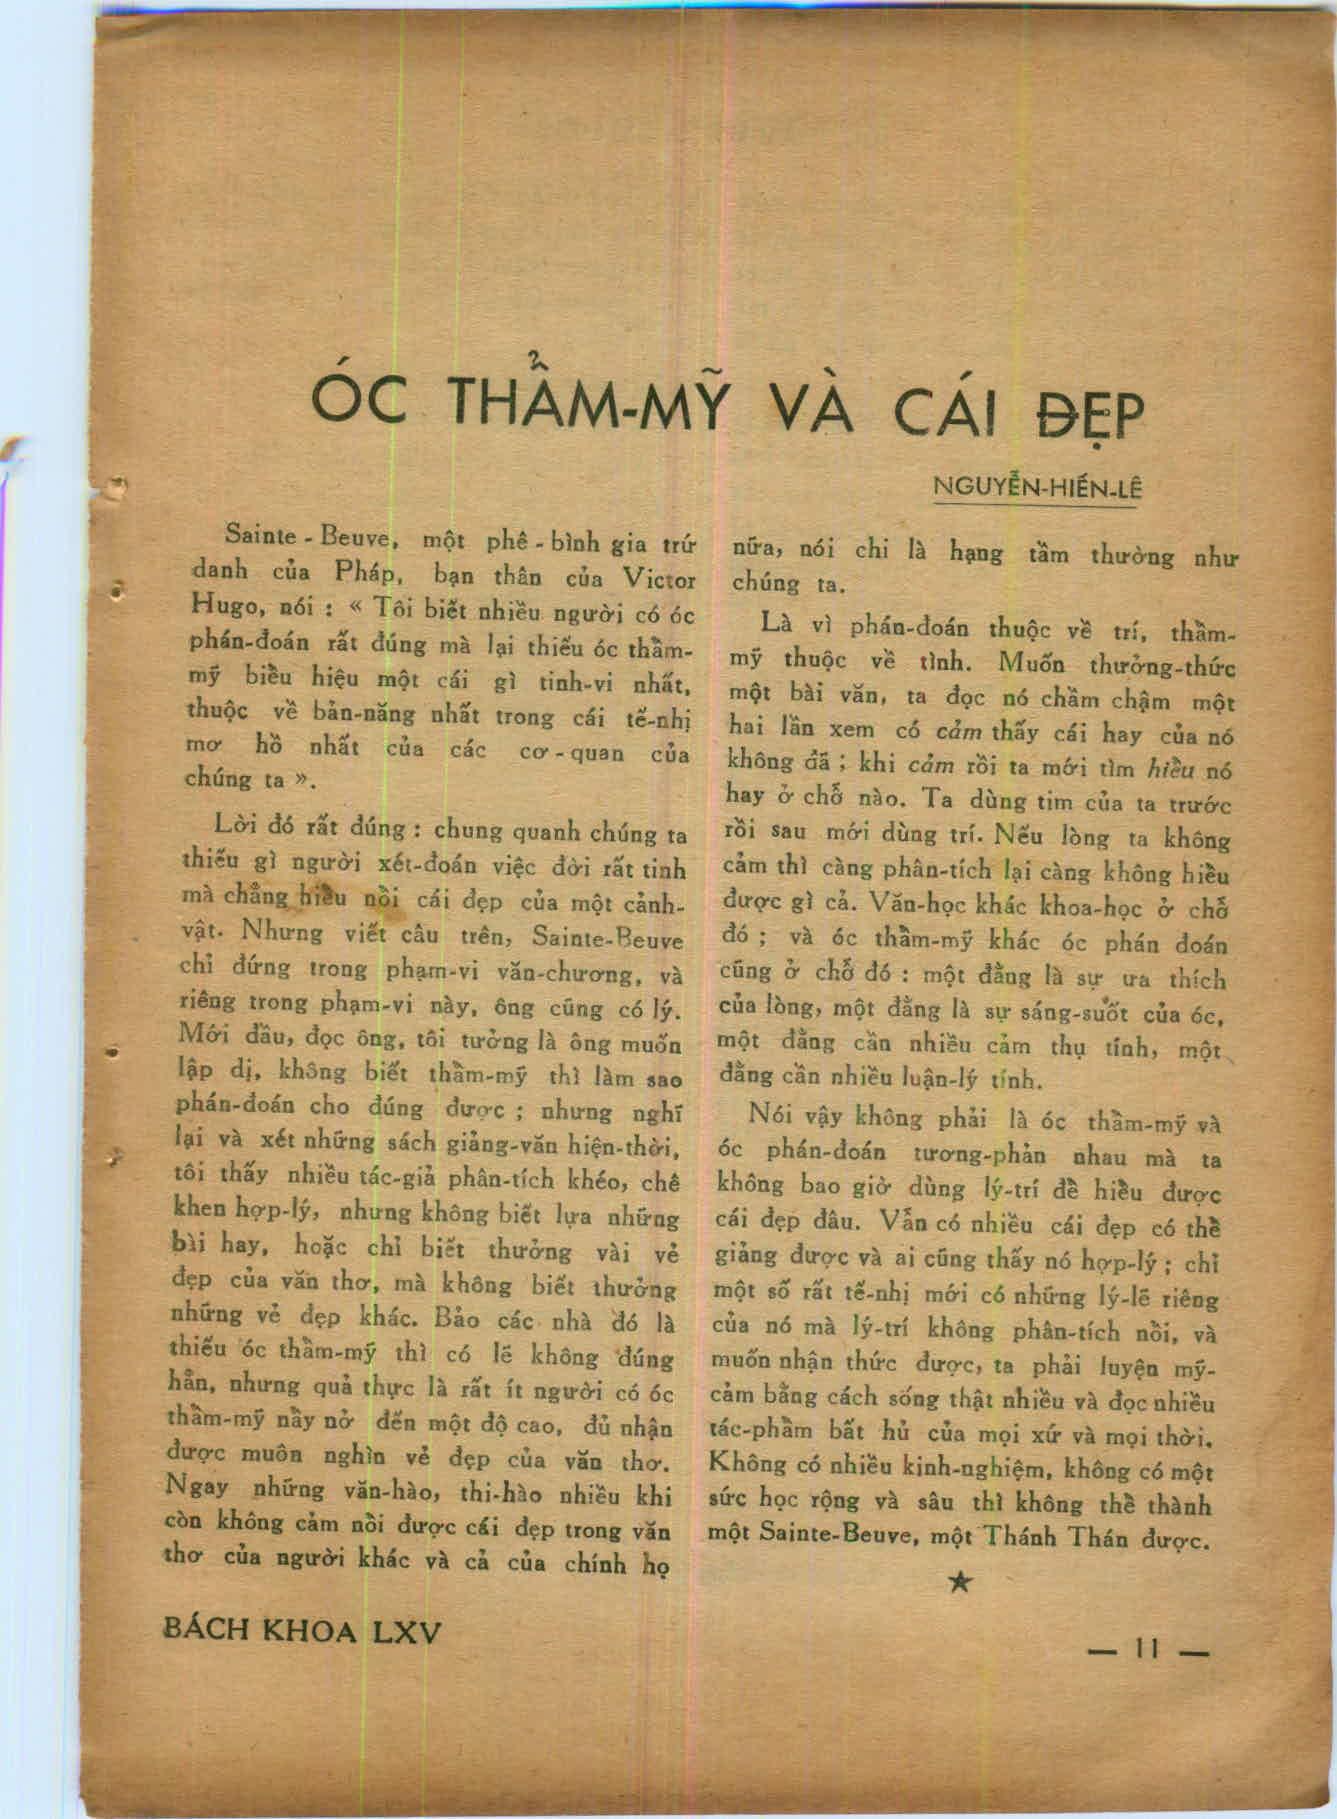 ÓC THẨM-MỸ VÀ CÁI ĐẸP
NGUYỄN-HIẾN-LÊ
Sainte - Beuve, một phê - bình gia trứ
danh của Pháp, bạn thân của Victor
Hugo, nói : « Tôi biết nhiều người có óc
phán-đoán rất đúng mà lại thiếu óc thẩm-
mỹ biểu hiệu một cái gì tinh-vi nhất,
thuộc về bản-năng nhất trong cái tế-nhị
mơ hồ nhất của các cơ - quan của
chúng ta ».
Lời đó rất đúng : chung quanh chúng ta
thiếu gì người xét-đoán việc đời rất tinh
mà chẳng hiểu nổi cái đẹp của một cảnh-
vật. Nhưng viết câu trên, Sainte-Beuve
chỉ đứng trong phạm-vi văn-chương, và
riêng trong phạm-vi này, ông cũng có lý.
Mới đầu, đọc ông, tôi tưởng là ông muốn
lập dị, không biết thẩm-mỹ thì làm sao
phán-đoán cho đúng được ; nhưng nghĩ
lại và xét những sách giảng-văn hiện-thời,
tôi thấy nhiều tác-giả phân-tích khéo, chê
khen hợp-lý, nhưng không biết lựa những
bài hay, hoặc chỉ biết thưởng vài vẻ
đẹp của văn thơ, mà không biết thưởng
những vẻ đẹp khác. Bảo các nhà đó là
thiếu óc thẩm-mỹ thì có lẽ không đúng
hẳn, nhưng quả thực là rất ít người có óc
thẩm-mỹ nẩy nở đến một độ cao, đủ nhận
được muôn nghìn vẻ đẹp của văn thơ.
Ngay những văn-hào, thi-hào nhiều khi
còn không cảm nổi được cái đẹp trong văn
thơ của người khác và cả của chính họ
nữa, nói chi là hạng tầm thường như
chúng ta.
Là vì phán-đoán thuộc về trí, thẩm-
mỹ thuộc về tình. Muốn thưởng-thức
một bài văn, ta đọc nó chầm chậm một
hai lần xem có cảm thấy cái hay của nó
không đã ; khi cảm rồi ta mới tìm hiểu nó
hay ở chỗ nào. Ta dùng tim của ta trước
rồi sau mới dùng trí. Nếu lòng ta không
cảm thì càng phân-tích lại càng không hiểu
được gì cả. Văn-học khác khoa-học ở chỗ
đó ; và óc thẩm-mỹ khác óc phán đoán
cũng ở chỗ đó : một đằng là sự ưa thích
của lòng, một đằng là sự sáng-suốt của óc,
một đằng cần nhiều cảm thụ tính, một
đằng cần nhiều luận-lý tính.
Nói vậy không phải là óc thẩm-mỹ và
óc phán-đoán tương-phản nhau mà ta
không bao giờ dùng lý-trí để hiểu được
cái đẹp đâu. Vẫn có nhiều cái đẹp có thể
giảng được và ai cũng thấy nó hợp-lý ; chỉ
một số rất tế-nhị mới có những lý-lẽ riêng
của nó mà lý-trí không phân-tích nổi, và
muốn nhận thức được, ta phải luyện mỹ-
cảm bằng cách sống thật nhiều và đọc nhiều
tác-phẩm bất hủ của mọi xứ và mọi thời.
Không có nhiều kinh-nghiệm, không có một
sức học rộng và sâu thì không thể thành
một Sainte-Beuve, một Thánh Thán được.
★
BÁCH KHOA LXV
— 11 —